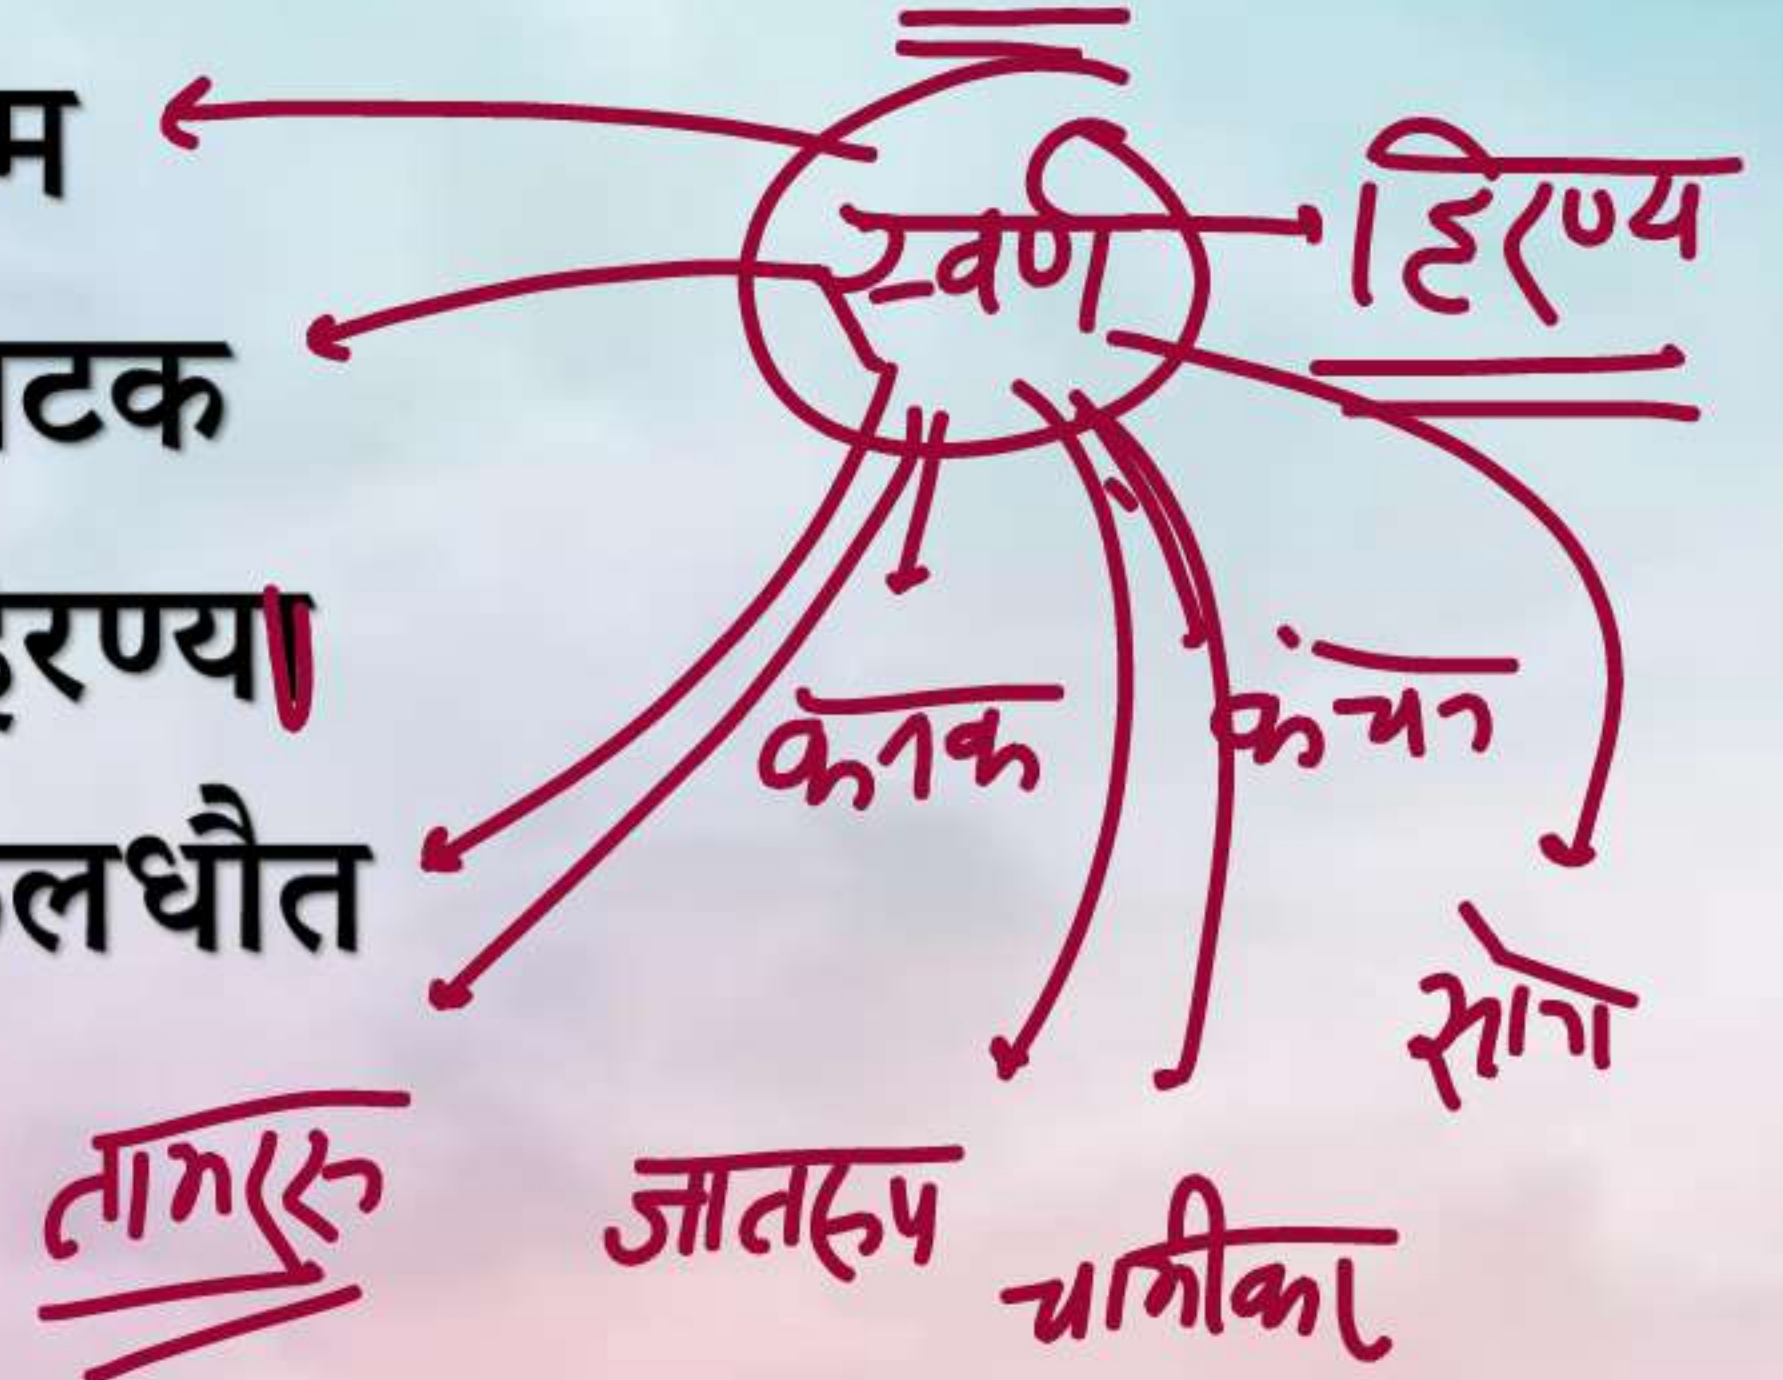 म
स्वर्ण
हिरण्य
टक
रण्य
कनक
कंचन
लधौत
सोना
तामरस
जातरूप
चामीकर